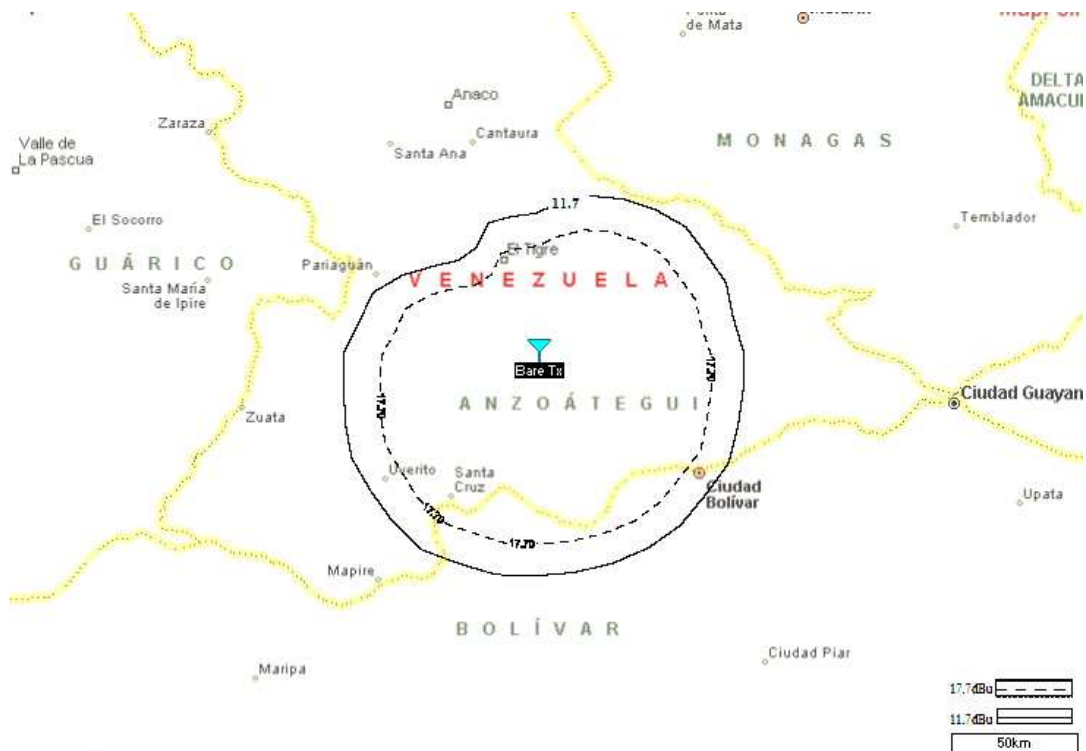 de Mata
DELTA
Anaco
Zaraza
Cantaura
MONAGAS
Valle de
La Pascua
Santa Ana
11.7
El Socorro
Temblador
El Tigre
GUÁRICO
Pariaguán
VENEZUELA
Santa María
de Ipire
Bare Tx
17.70
17.70
ANZOÁTEGUI
Ciudad Guayan
Zuata
Uverito
Santa
Cruz
Ciudad
Bolívar
Upata
17.70
17.70
Mapire
BOLÍVAR
Ciudad Piar
Maripa
17.7dBu
11.7dBu
50km